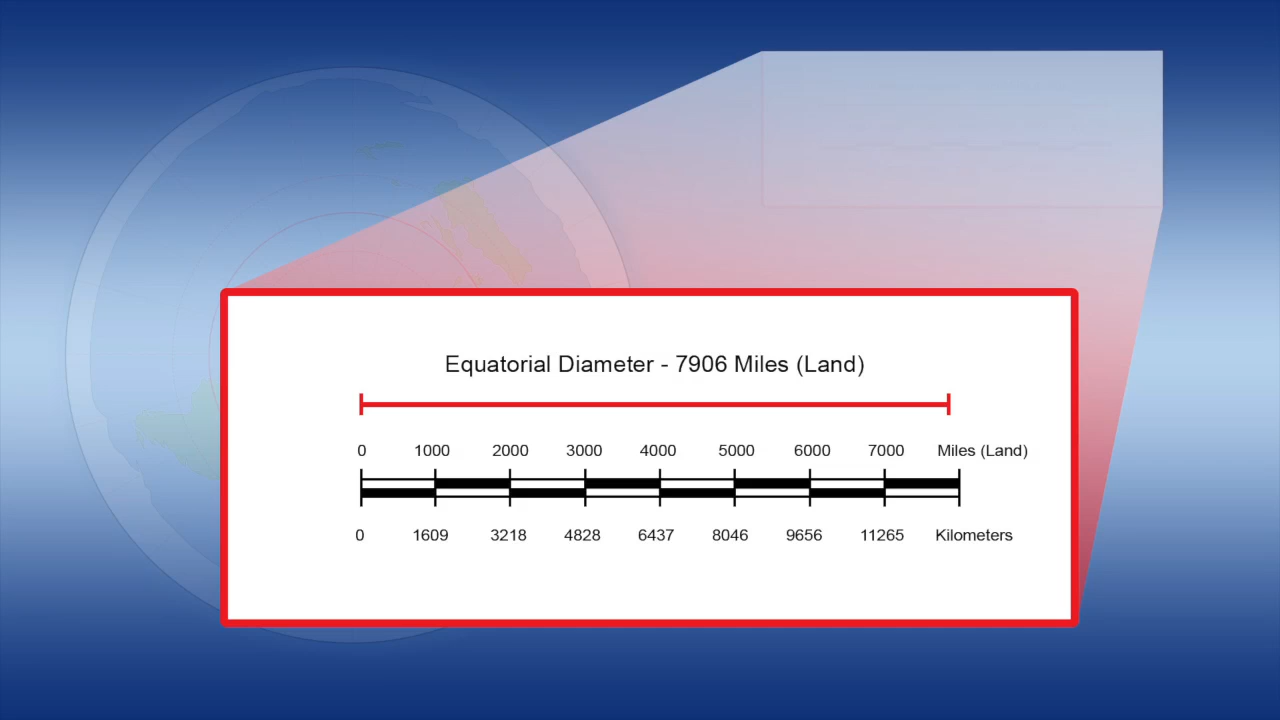 Equatorial Diameter - 7906 Miles (Land)
0 1000 2000 3000 4000 5000 6000 7000 Miles (Land)
0 1609 3218 4828 6437 8046 9656 11265 Kilometers